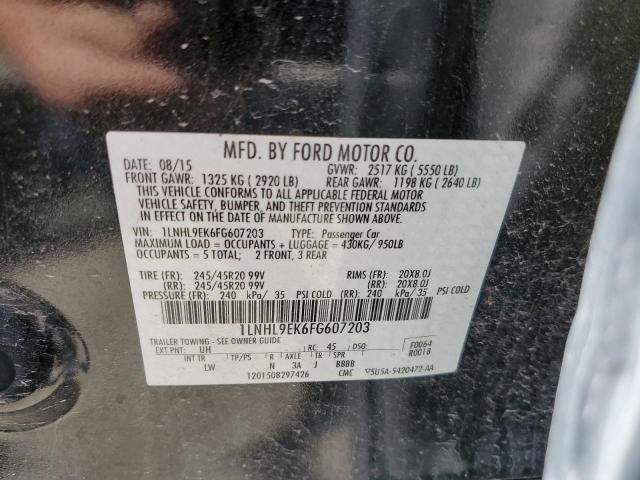 MFD. BY FORD MOTOR CO.
DATE: 08/15 GVWR: 2517 KG ( 5550 LB)
FRONT GAWR: 1325 KG ( 2920 LB) REAR GAWR: 1198 KG ( 2640 LB)
THIS VEHICLE CONFORMS TO ALL APPLICABLE FEDERAL MOTOR
VEHICLE SAFETY, BUMPER, AND THEFT PREVENTION STANDARDS IN
EFFECT ON THE DATE OF MANUFACTURE SHOWN ABOVE.
VIN: 1LNHL9EK6FG607203 TYPE: Passenger Car
MAXIMUM LOAD = OCCUPANTS + LUGGAGE = 430KG/ 950LB
OCCUPANTS = 5 TOTAL; 2 FRONT, 3 REAR
TIRE (FR): 245/45R20 99V RIMS (FR): 20X8.0J
(RR): 245/45R20 99V (RR): 20X8.0J
PRESSURE (FR): 240 kPa/ 35 PSI COLD (RR): 240 kPa/ 35 PSI COLD
1LNHL9EK6FG607203
TRAILER TOWING - SEE OWNER GUIDE
EXT PNT: UH RC: 45 DSO: F0064
R0018
INT TR TP/PS R AXLE TR SPR
LW N 3A J BBBB
1201508297426 CMC 5U5A-5420472-AA